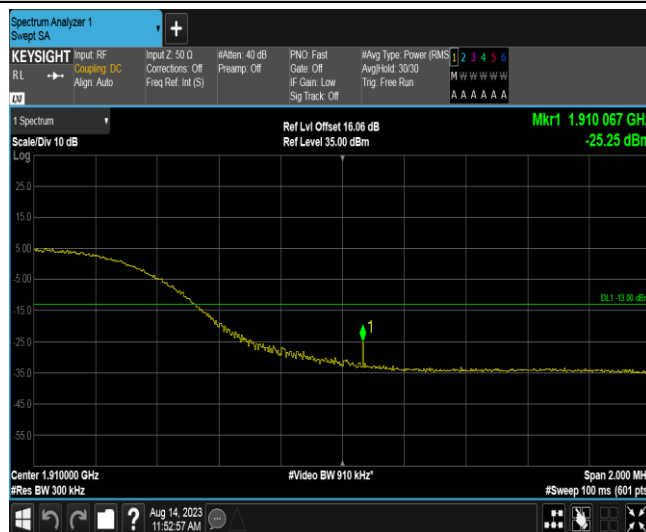 Spectrum Analyzer 1
Swept SA
+
KEYSIGHT
RL
LXI
Input: RF
Coupling: DC
Align: Auto
Input Z: 50 Ω
Corrections: Off
Freq Ref: Int (S)
#Atten: 40 dB
Preamp: Off
PNO: Fast
Gate: Off
IF Gain: Low
Sig Track: Off
#Avg Type: Power (RMS
Avg|Hold: 30/30
Trig: Free Run
1 2 3 4 5 6
M W W W W W
A A A A A A
1 Spectrum
Scale/Div 10 dB
Log
Ref Lvl Offset 16.06 dB
Ref Level 35.00 dBm
Mkr1 1.910 067 GHz
-25.25 dBm
25.0
15.0
5.00
-5.00
-15.0
-25.0
-35.0
-45.0
-55.0
DL1 -13.00 dBm
1
Center 1.910000 GHz
#Res BW 300 kHz
#Video BW 910 kHz*
Span 2.000 MH
#Sweep 100 ms (601 pts
?
Aug 14, 2023
11:52:57 AM